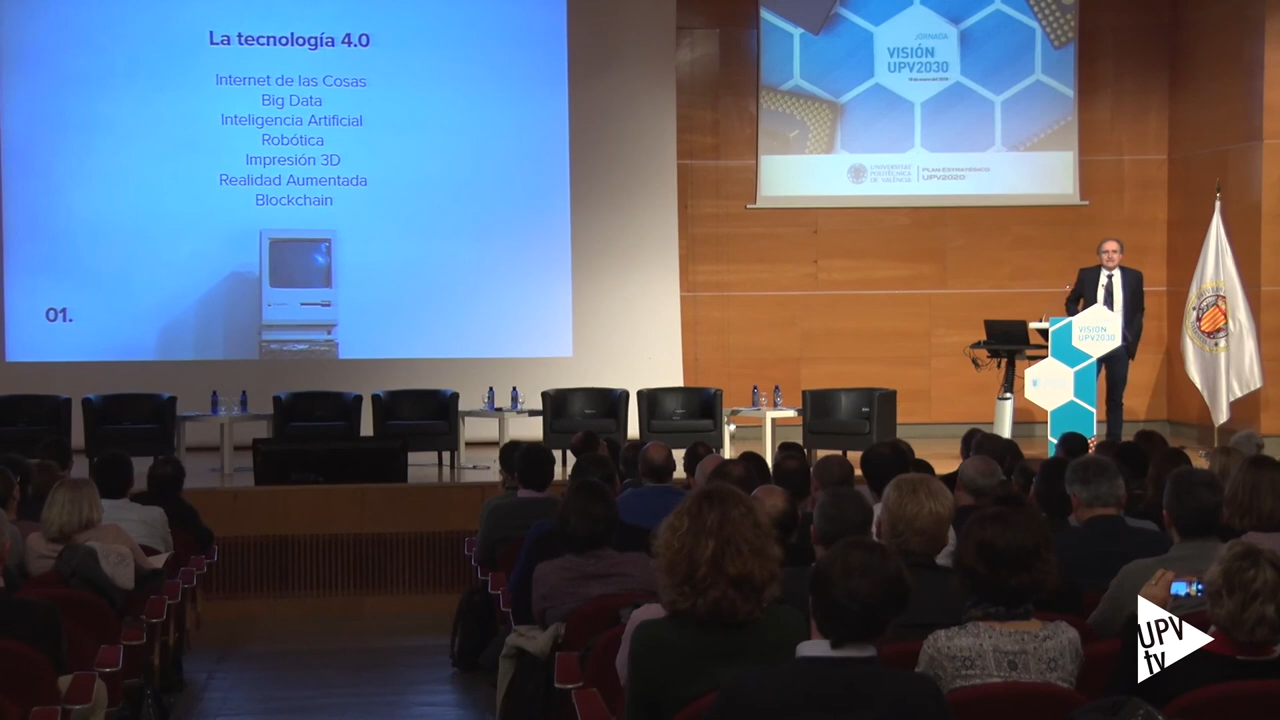 La tecnología 4.0
Internet de las Cosas
Big Data
Inteligencia Artificial
Robótica
Impresión 3D
Realidad Aumentada
Blockchain
01.
JORNADA
VISIÓN
UPV2030
UNIVERSITAT
POLITÈCNICA
DE VALÈNCIA
PLAN ESTRATÉGICO
UPV2020
VISIÓN
UPV2030
UPV
tv